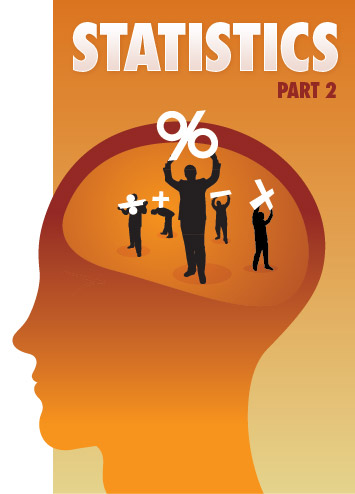 STATISTICS
PART 2
%
÷ + − ×